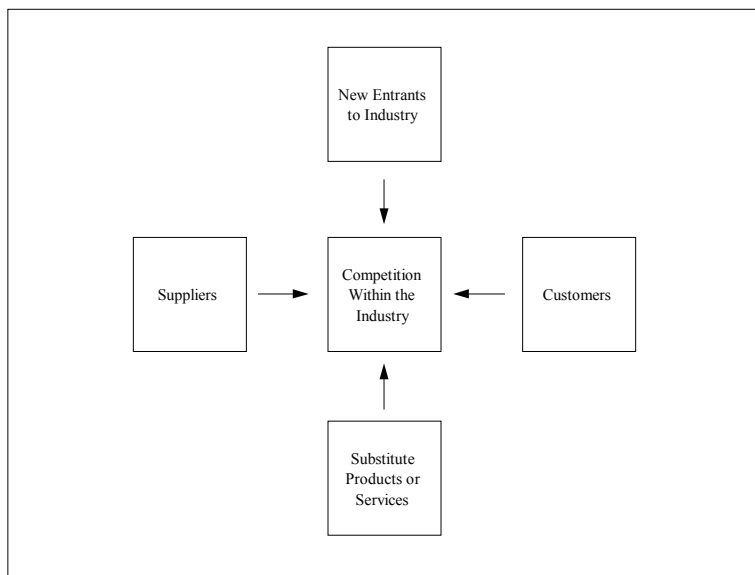 New Entrants
to Industry
Suppliers
Competition
Within the
Industry
Customers
Substitute
Products or
Services